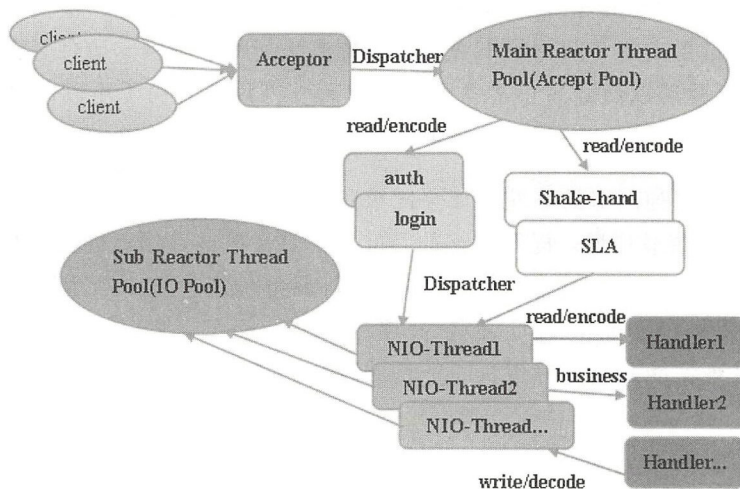 client
client
client
Acceptor
Dispatcher
Main Reactor Thread
Pool(Accept Pool)
read/encode
read/encode
auth
login
Shake-hand
SLA
Sub Reactor Thread
Pool(IO Pool)
Dispatcher
read/encode
NIO-Thread1
Handler1
business
NIO-Thread2
Handler2
NIO-Thread...
Handler...
write/decode